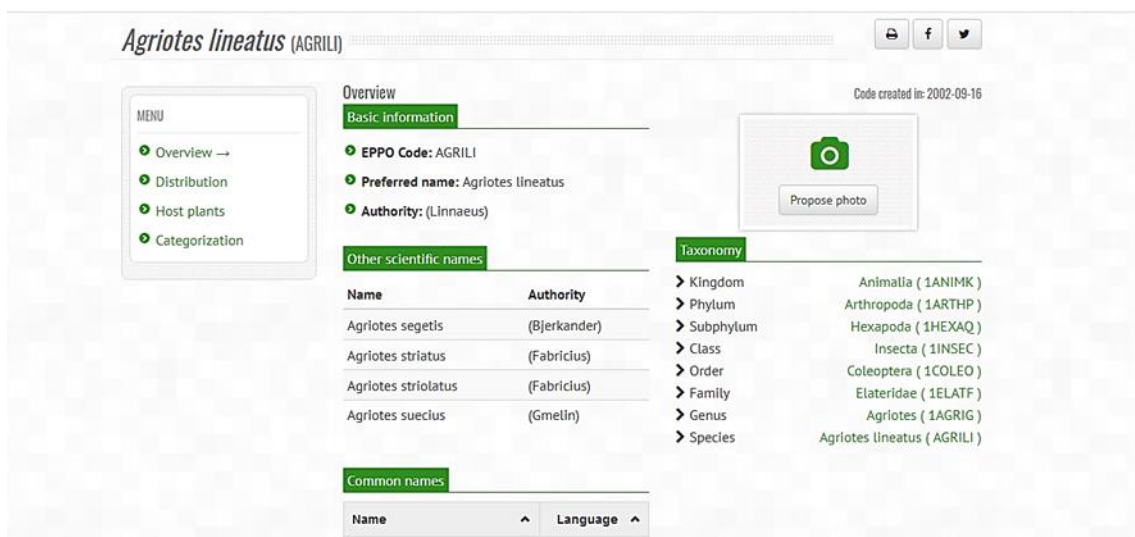 Agriotes lineatus (AGRILI)
MENU
Overview →
Distribution
Host plants
Categorization
Overview
Basic information
EPPO Code: AGRILI
Preferred name: Agriotes lineatus
Authority: (Linnaeus)
Other scientific names
Name Authority
Agriotes segetis (Bjerkander)
Agriotes striatus (Fabricius)
Agriotes striolatus (Fabricius)
Agriotes suecius (Gmelin)
Common names
Name Language
Code created in: 2002-09-16
Propose photo
Taxonomy
Kingdom Animalia ( 1ANIMK )
Phylum Arthropoda ( 1ARTHP )
Subphylum Hexapoda ( 1HEXAQ )
Class Insecta ( 1INSEC )
Order Coleoptera ( 1COLEO )
Family Elateridae ( 1ELATF )
Genus Agriotes ( 1AGRIG )
Species Agriotes lineatus ( AGRILI )